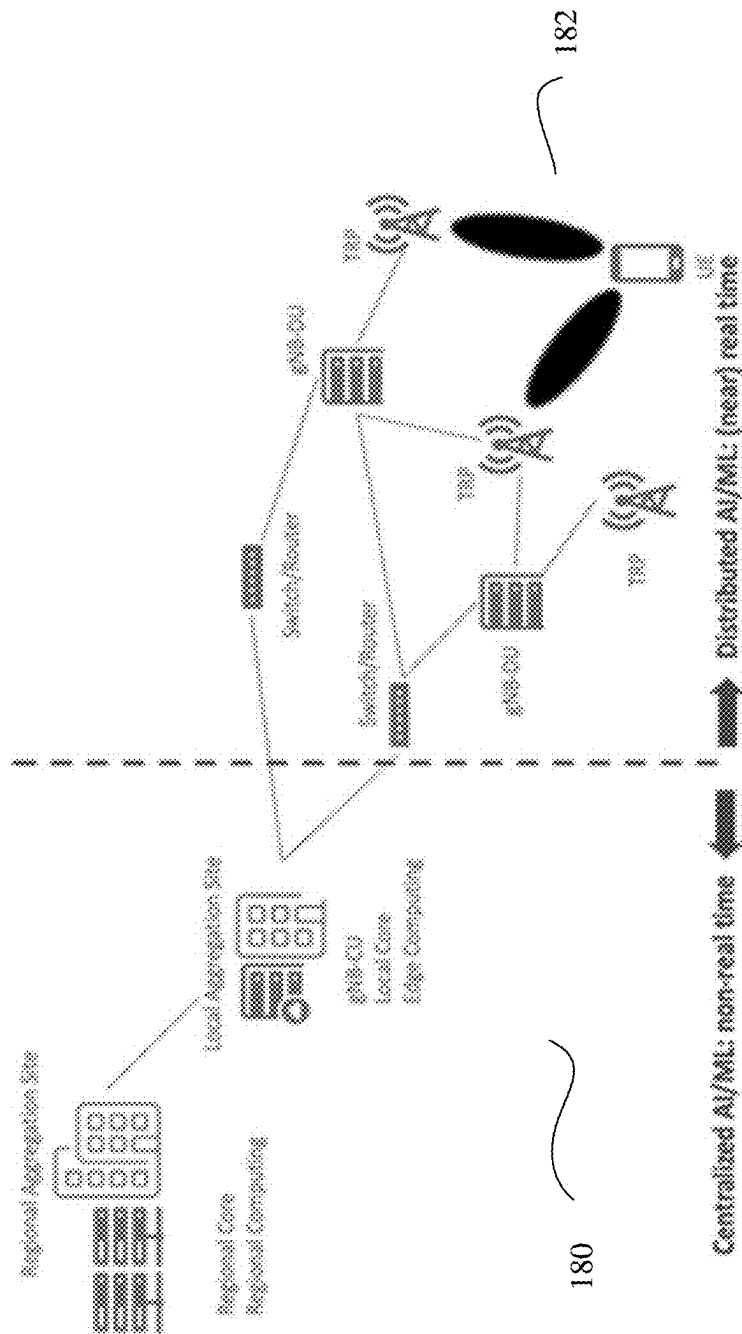 Regional Aggregation Site
Regional Core
Regional Computing
Local Aggregation Site
gNB-CU
Local Core
Edge Computing
180
Switch/Router
Switch/Router
gNB-DU
gNB-DU
TRP
TRP
TRP
UE
182
Centralized AI/ML: non-real time
Distributed AI/ML: (near) real time